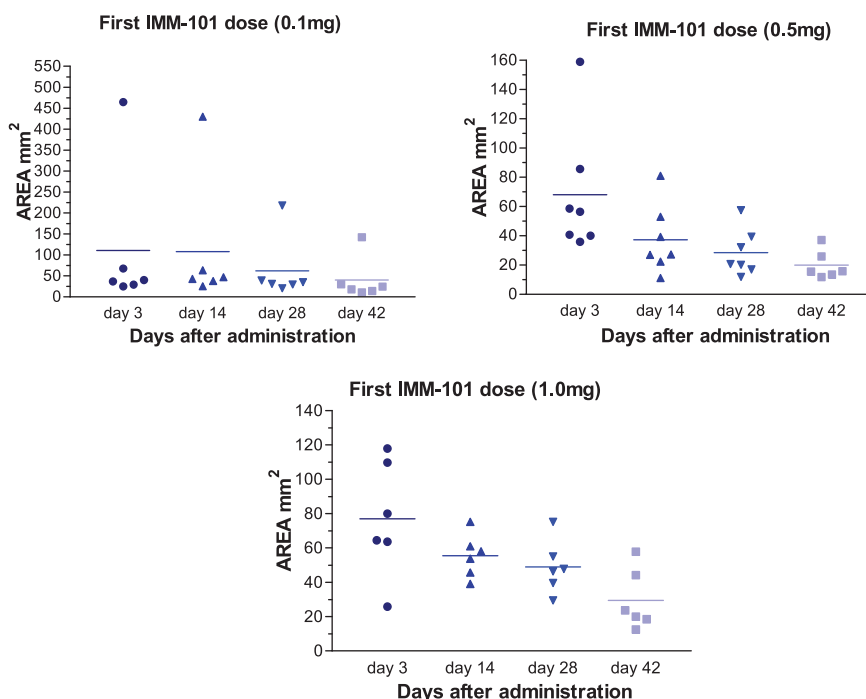 First IMM-101 dose (0.1mg)
AREA mm²
550
500
450
400
350
300
250
200
150
100
50
0
day 3 day 14 day 28 day 42
Days after administration
First IMM-101 dose (0.5mg)
AREA mm²
160
140
120
100
80
60
40
20
0
day 3 day 14 day 28 day 42
Days after administration
First IMM-101 dose (1.0mg)
AREA mm²
140
120
100
80
60
40
20
0
day 3 day 14 day 28 day 42
Days after administration